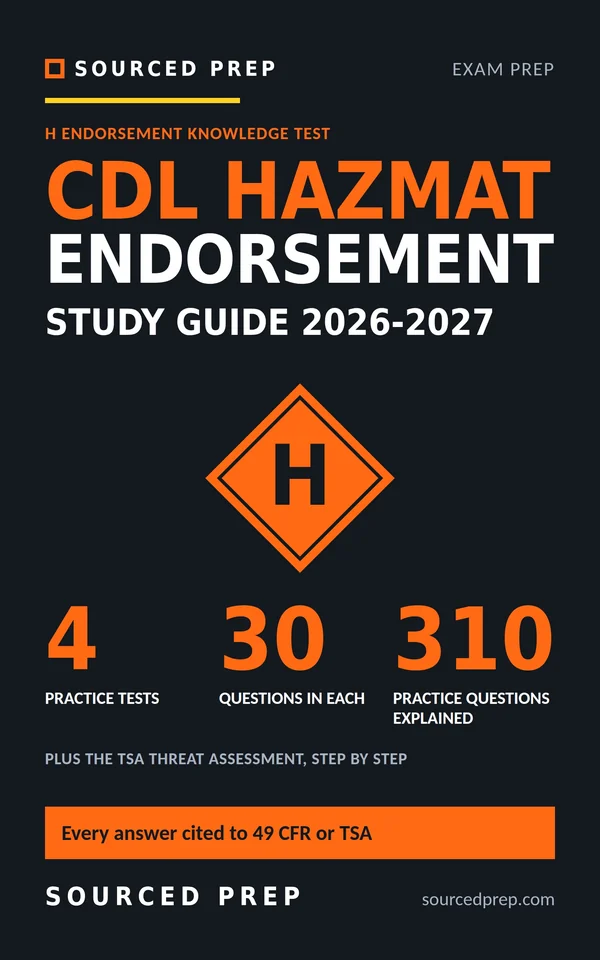 SOURCED PREP
EXAM PREP
H ENDORSEMENT KNOWLEDGE TEST
CDL HAZMAT
ENDORSEMENT
STUDY GUIDE 2026-2027
H
4
30
310
PRACTICE TESTS
QUESTIONS IN EACH
PRACTICE QUESTIONS
EXPLAINED
PLUS THE TSA THREAT ASSESSMENT, STEP BY STEP
Every answer cited to 49 CFR or TSA
SOURCED PREP
sourcedprep.com